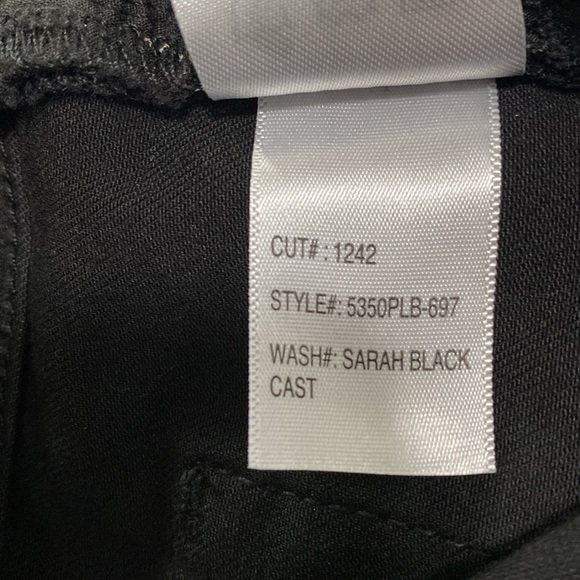 CUT# : 1242
STYLE#: 5350PLB-697
WASH#: SARAH BLACK
CAST